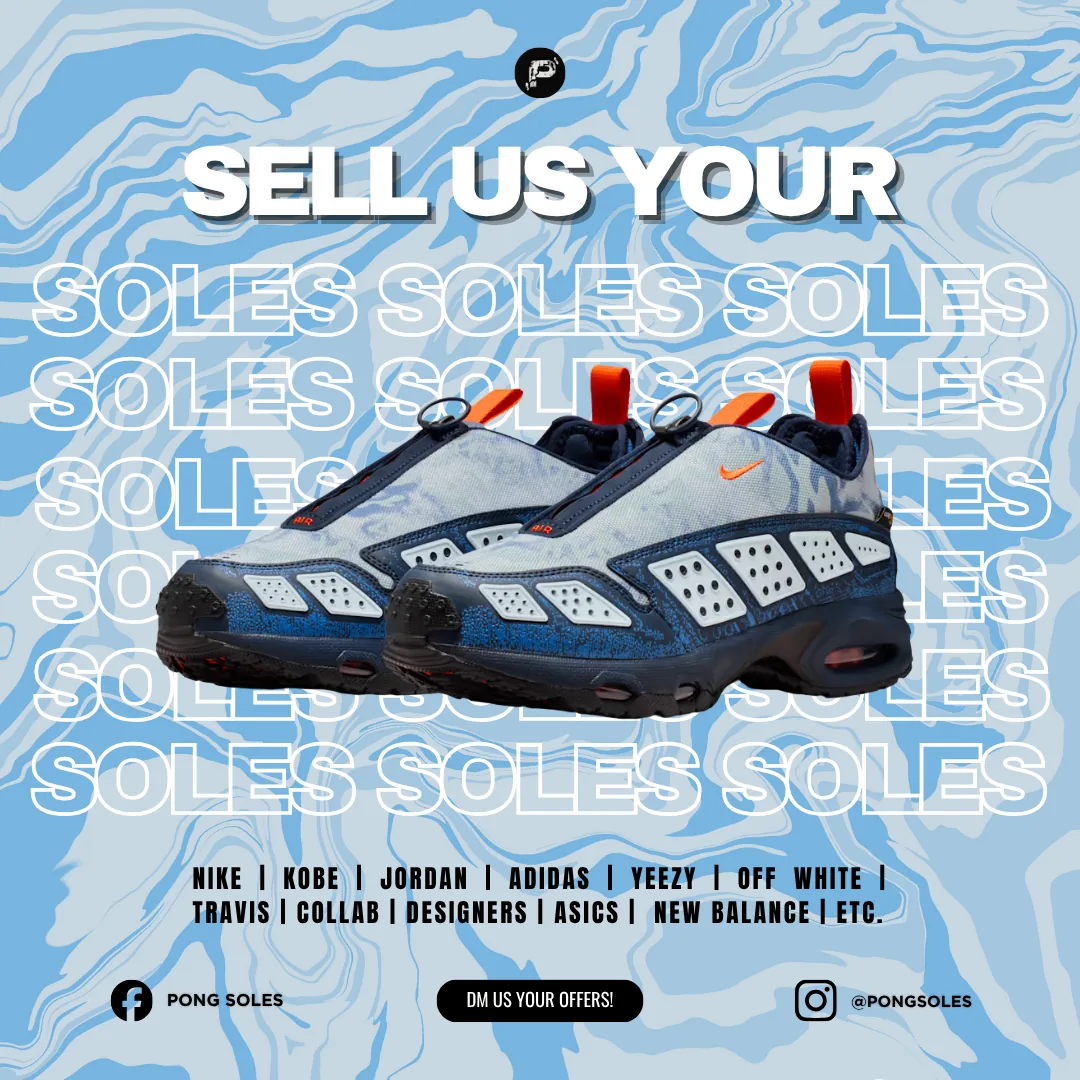 P
SELL US YOUR
SOLES SOLES SOLES
SOLES SOLES SOLES
SOLES SOLES
SOLES
SOLES SOLES SOLES
SOLES SOLES SOLES
AIR
AIR
NIKE | KOBE | JORDAN | ADIDAS | YEEZY | OFF WHITE |
TRAVIS | COLLAB | DESIGNERS | ASICS | NEW BALANCE | ETC.
PONG SOLES
DM US YOUR OFFERS!
@PONGSOLES